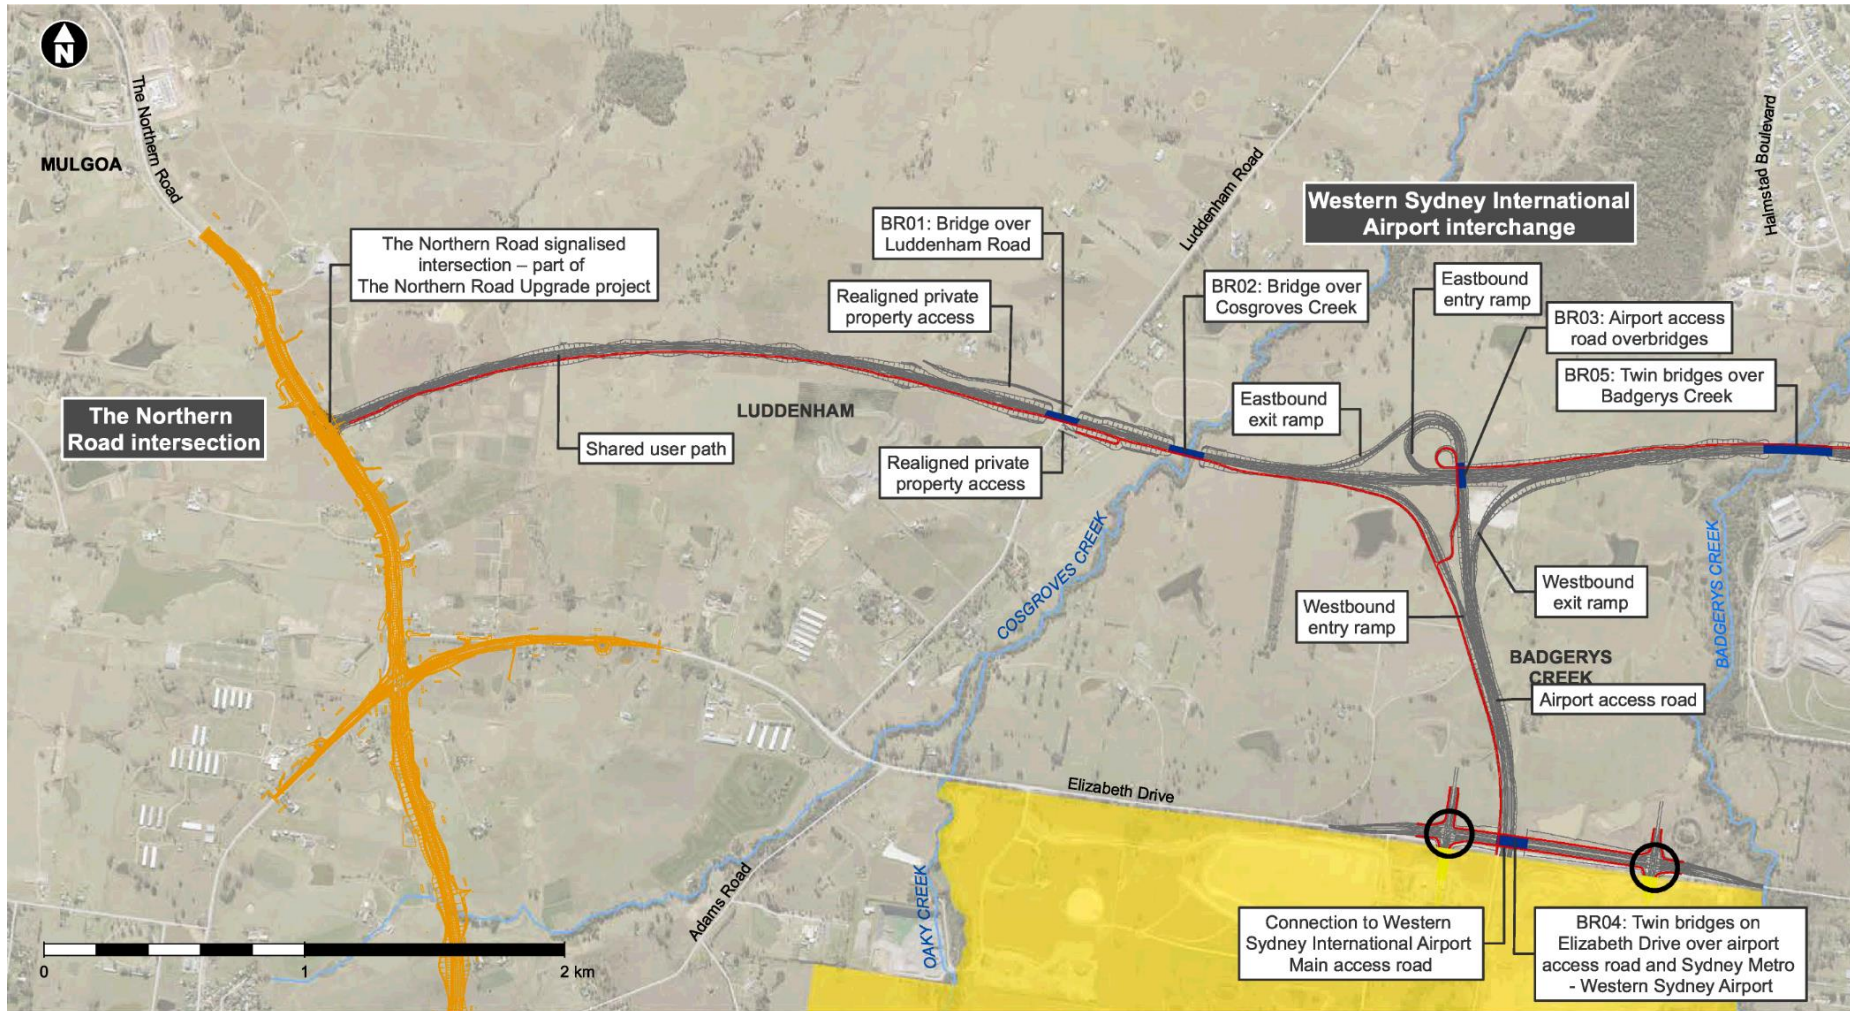 N
The Northern Road
MULGOA
The Northern Road signalised
intersection – part of
The Northern Road Upgrade project
The Northern
Road intersection
Shared user path
LUDDENHAM
Realigned private
property access
BR01: Bridge over
Luddenham Road
Realigned private
property access
Luddenham Road
BR02: Bridge over
Cosgroves Creek
Western Sydney International
Airport interchange
Halmstad Boulevard
Eastbound
entry ramp
BR03: Airport access
road overbridges
BR05: Twin bridges over
Badgerys Creek
Eastbound
exit ramp
COSGROVES CREEK
Westbound
exit ramp
Westbound
entry ramp
BADGERYS CREEK
BADGERYS
CREEK
Airport access road
Elizabeth Drive
Adams Road
OAKY CREEK
Connection to Western
Sydney International Airport
Main access road
BR04: Twin bridges on
Elizabeth Drive over airport
access road and Sydney Metro
- Western Sydney Airport
0
1
2 km